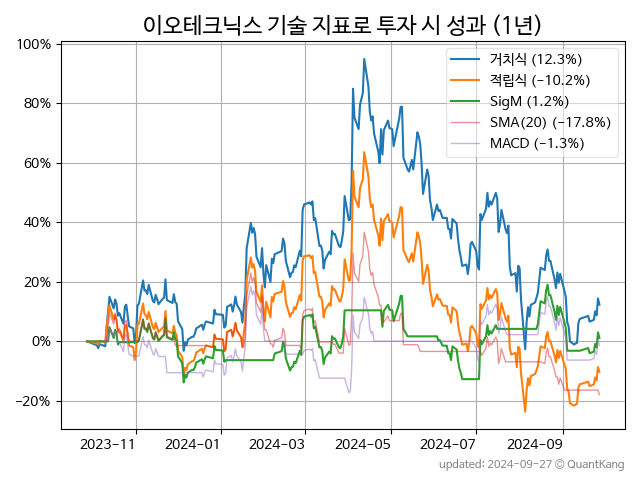 이오테크닉스 기술 지표로 투자 시 성과 (1년)
100%
80%
60%
40%
20%
0%
−20%
거치식 (12.3%)
적립식 (−10.2%)
SigM (1.2%)
SMA(20) (−17.8%)
MACD (−1.3%)
2023−11
2024−01
2024−03
2024−05
2024−07
2024−09
updated: 2024−09−27 © QuantKang